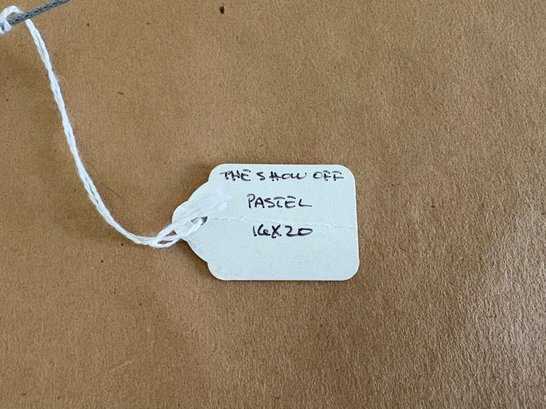 THE SHOW OFF
PASTEL
16X20